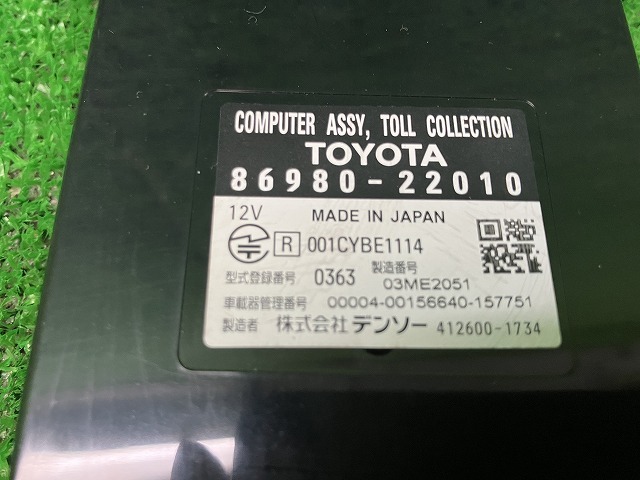 COMPUTER ASSY, TOLL COLLECTION
TOYOTA
86980-22010
12V MADE IN JAPAN
R 001CYBE1114
型式登録番号 0363 製造番号 03ME2051
車載器管理番号 00004-00156640-157751
製造者 株式会社 デンソー 412600-1734